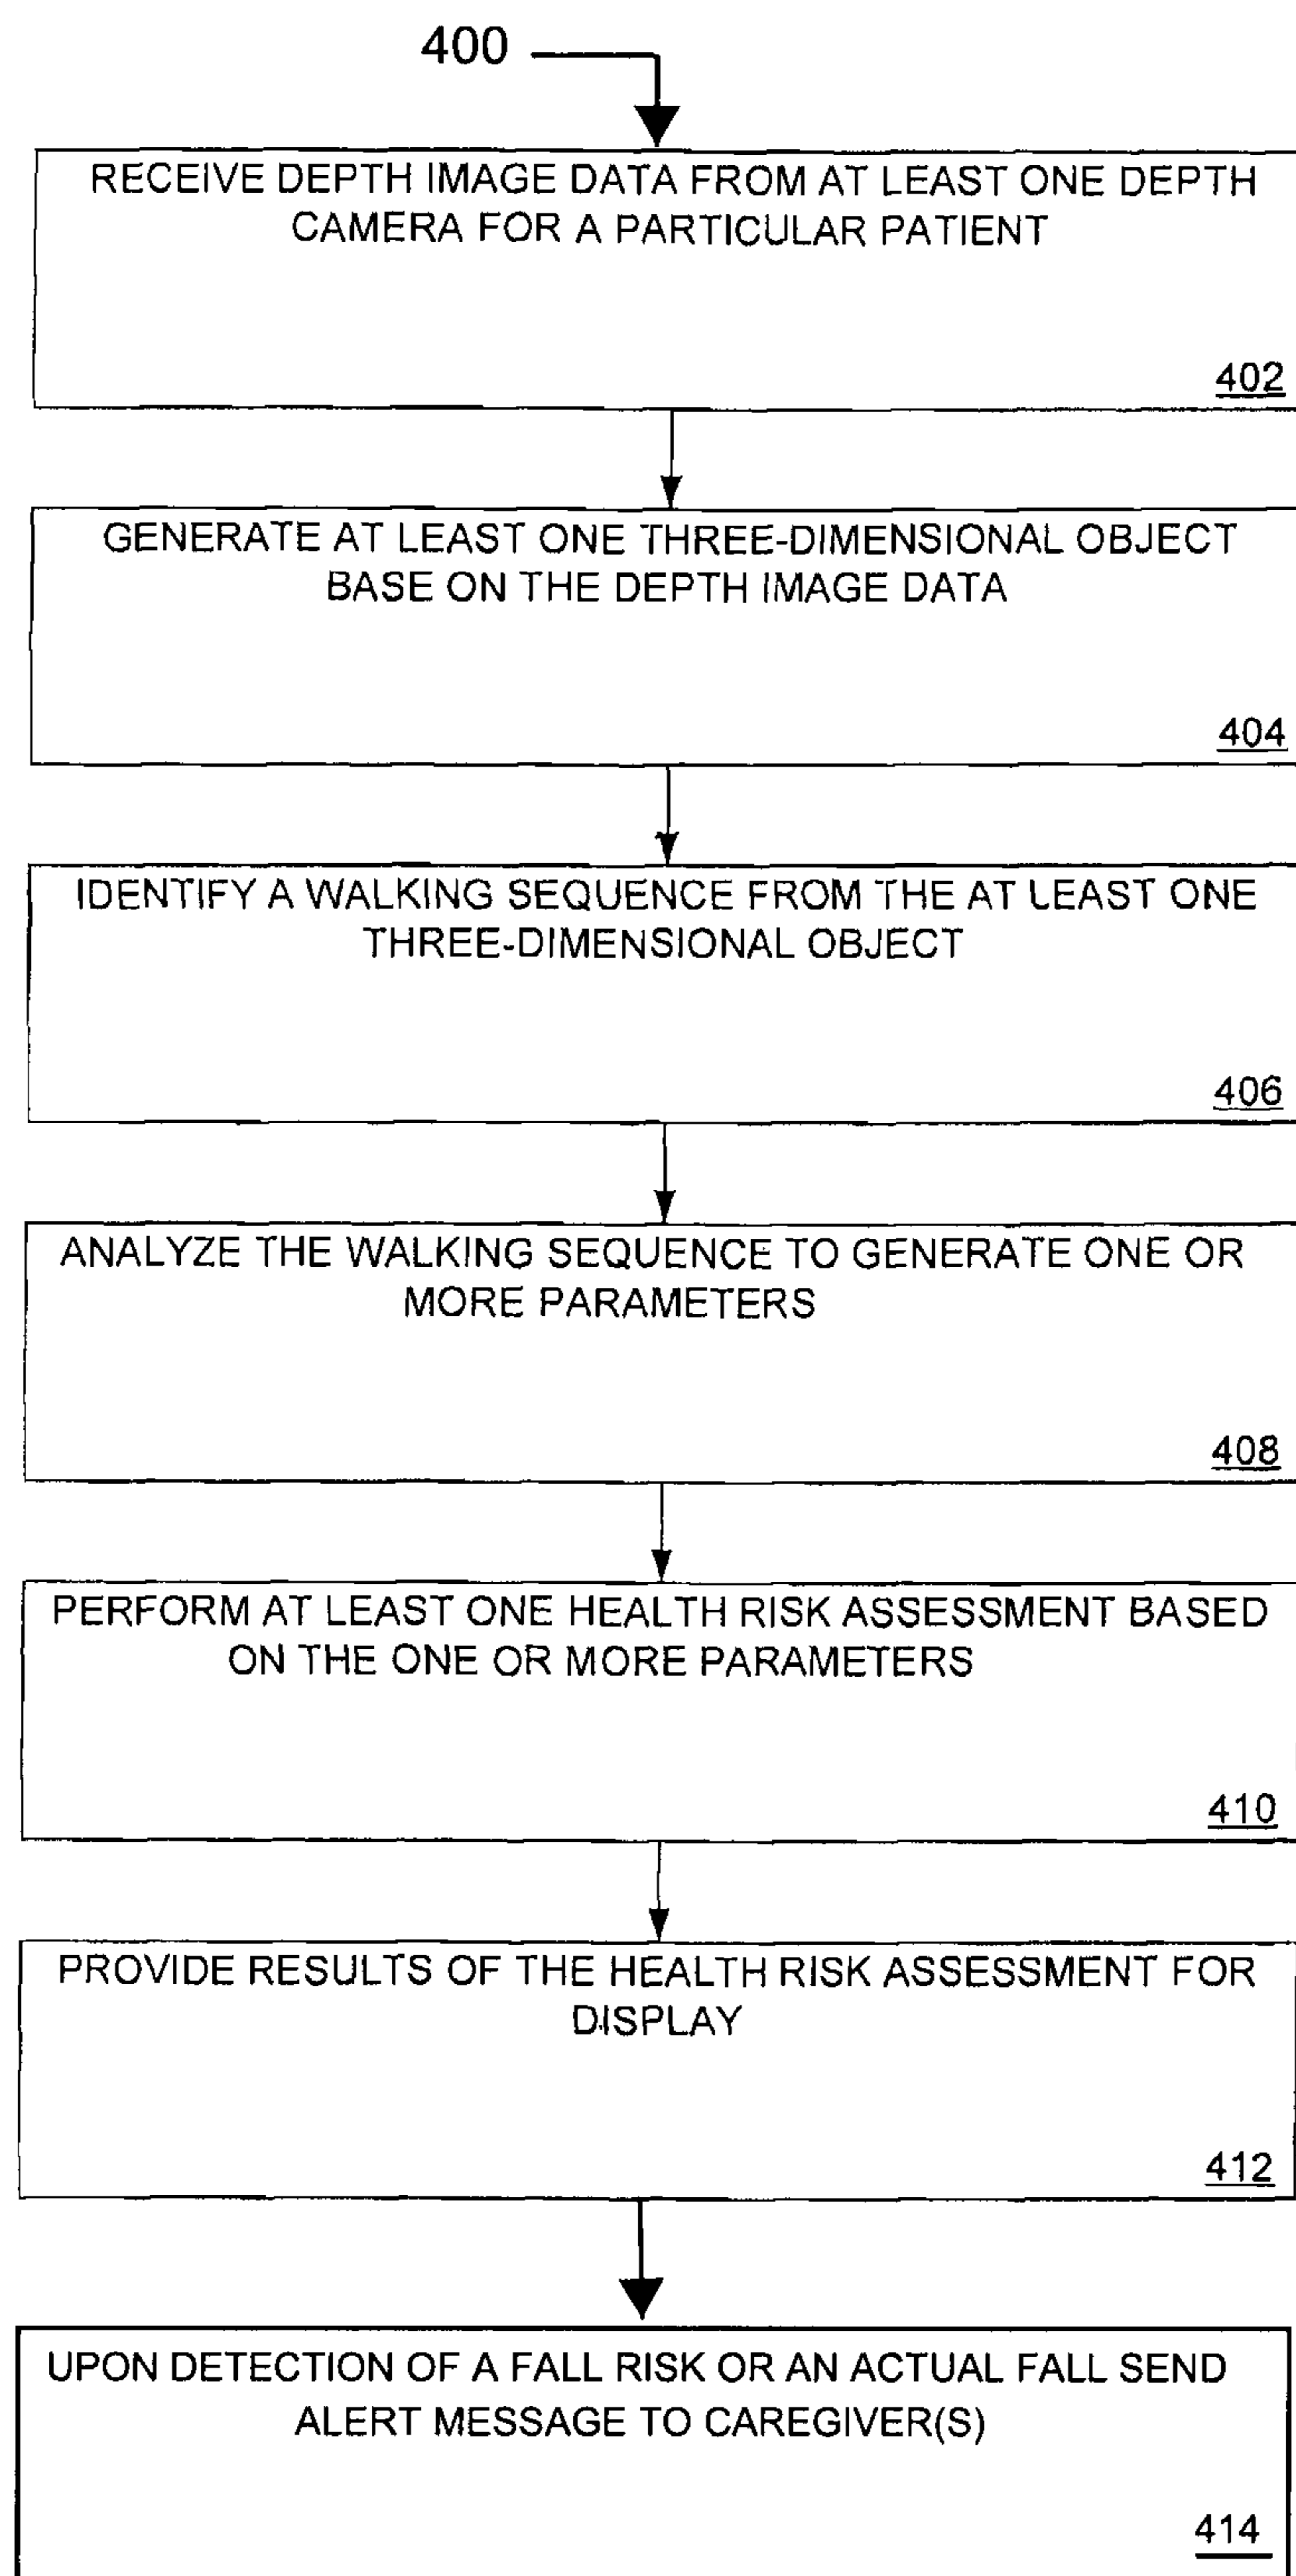 400
RECEIVE DEPTH IMAGE DATA FROM AT LEAST ONE DEPTH
CAMERA FOR A PARTICULAR PATIENT
402
GENERATE AT LEAST ONE THREE-DIMENSIONAL OBJECT
BASE ON THE DEPTH IMAGE DATA
404
IDENTIFY A WALKING SEQUENCE FROM THE AT LEAST ONE
THREE-DIMENSIONAL OBJECT
406
ANALYZE THE WALKING SEQUENCE TO GENERATE ONE OR
MORE PARAMETERS
408
PERFORM AT LEAST ONE HEALTH RISK ASSESSMENT BASED
ON THE ONE OR MORE PARAMETERS
410
PROVIDE RESULTS OF THE HEALTH RISK ASSESSMENT FOR
DISPLAY
412
UPON DETECTION OF A FALL RISK OR AN ACTUAL FALL SEND
ALERT MESSAGE TO CAREGIVER(S)
414